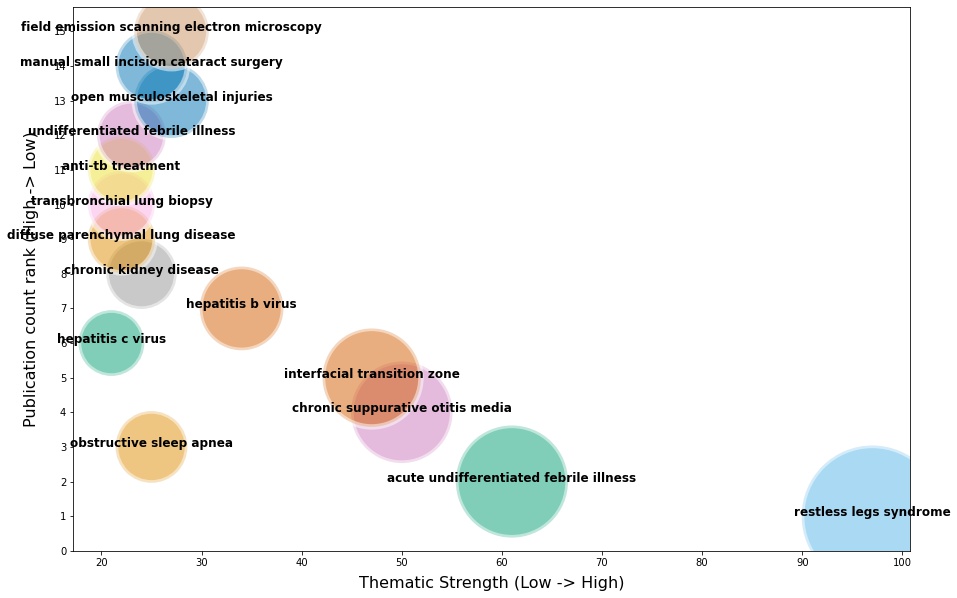 field emission scanning electron microscopy
15
manual small incision cataract surgery
14
open musculoskeletal injuries
13
undifferentiated febrile illness
12
anti-tb treatment
11
transbronchial lung biopsy
10
diffuse parenchymal lung disease
9
chronic kidney disease
8
hepatitis b virus
7
hepatitis c virus
6
interfacial transition zone
5
chronic suppurative otitis media
4
obstructive sleep apnea
3
acute undifferentiated febrile illness
2
restless legs syndrome
1
0
Publication count rank (High -> Low)
20 30 40 50 60 70 80 90 100
Thematic Strength (Low -> High)